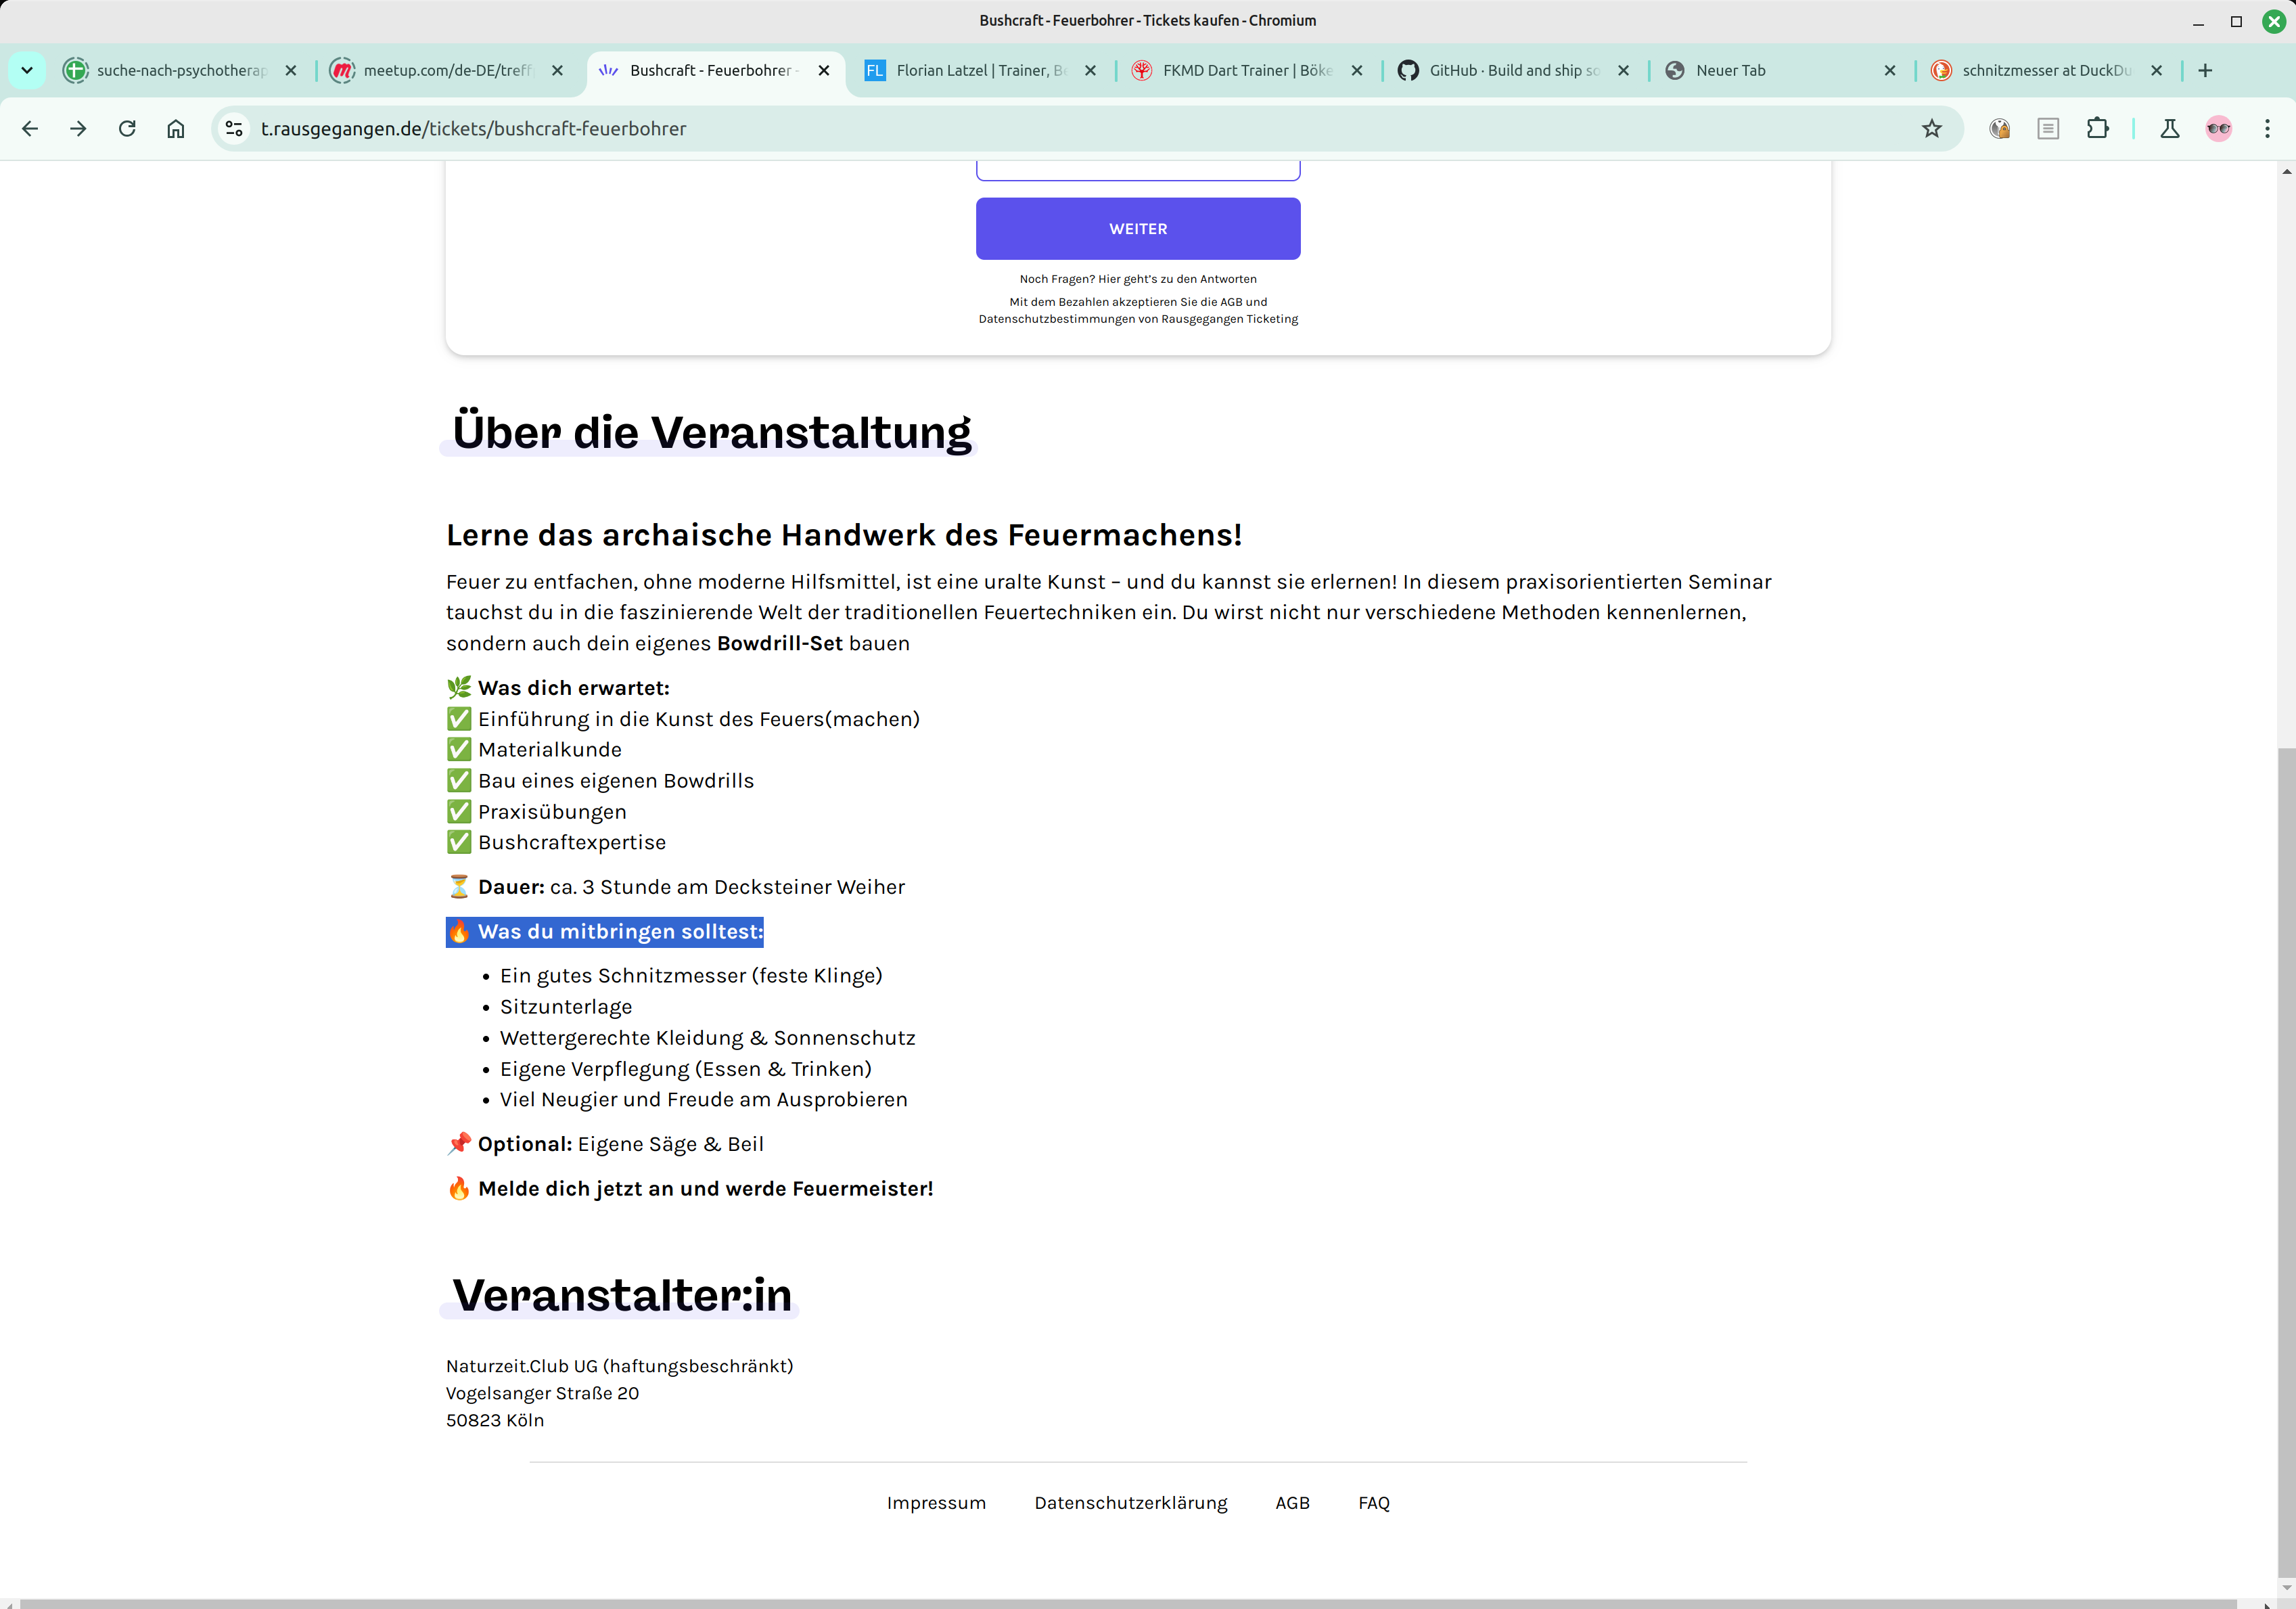 Bushcraft - Feuerbohrer - Tickets kaufen - Chromium
suche-nach-psychotherap
meetup.com/de-DE/treff
Bushcraft - Feuerbohrer -
FL Florian Latzel | Trainer, Be
FKMD Dart Trainer | Böke
GitHub · Build and ship so
Neuer Tab
schnitzmesser at DuckDu
t.rausgegangen.de/tickets/bushcraft-feuerbohrer
WEITER
Noch Fragen? Hier geht's zu den Antworten
Mit dem Bezahlen akzeptieren Sie die AGB und
Datenschutzbestimmungen von Rausgegangen Ticketing
Über die Veranstaltung
Lerne das archaische Handwerk des Feuermachens!
Feuer zu entfachen, ohne moderne Hilfsmittel, ist eine uralte Kunst – und du kannst sie erlernen! In diesem praxisorientierten Seminar
tauchst du in die faszinierende Welt der traditionellen Feuertechniken ein. Du wirst nicht nur verschiedene Methoden kennenlernen,
sondern auch dein eigenes Bowdrill-Set bauen
🌿 Was dich erwartet:
✅ Einführung in die Kunst des Feuers(machen)
✅ Materialkunde
✅ Bau eines eigenen Bowdrills
✅ Praxisübungen
✅ Bushcraftexpertise
⏳ Dauer: ca. 3 Stunde am Decksteiner Weiher
🔥 Was du mitbringen solltest:
• Ein gutes Schnitzmesser (feste Klinge)
• Sitzunterlage
• Wettergerechte Kleidung & Sonnenschutz
• Eigene Verpflegung (Essen & Trinken)
• Viel Neugier und Freude am Ausprobieren
📌 Optional: Eigene Säge & Beil
🔥 Melde dich jetzt an und werde Feuermeister!
Veranstalter:in
Naturzeit.Club UG (haftungsbeschränkt)
Vogelsanger Straße 20
50823 Köln
Impressum
Datenschutzerklärung
AGB
FAQ